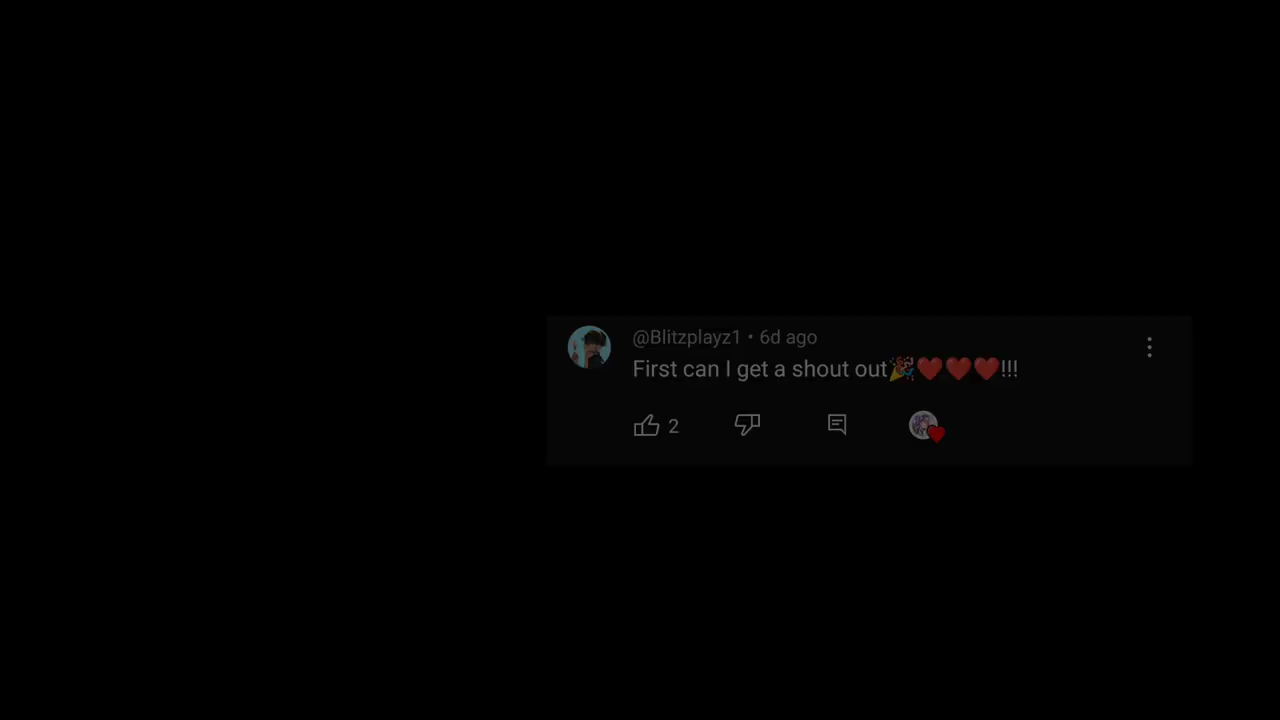 @Blitzplayz1 • 6d ago
First can I get a shout out🎉❤️❤️❤️!!!
2